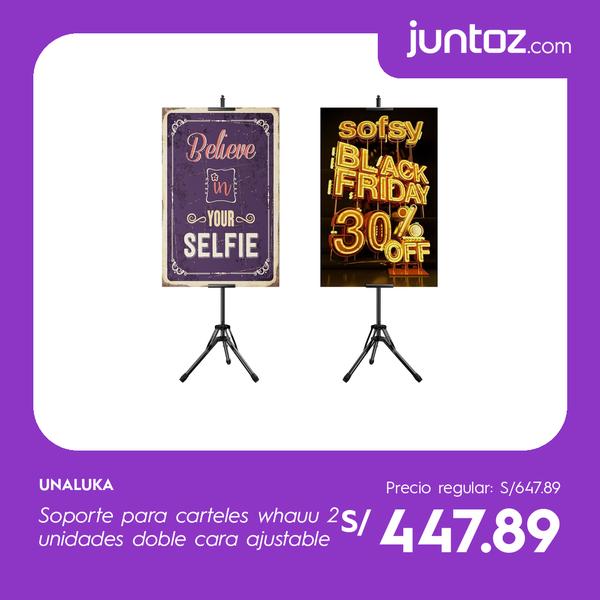 juntoz.com
Believe
in
YOUR
SELFIE
sofsy
BLACK
FRIDAY
30%
OFF
UNALUKA
Soporte para carteles whauu 2
unidades doble cara ajustable
Precio regular: S/647.89
S/ 447.89